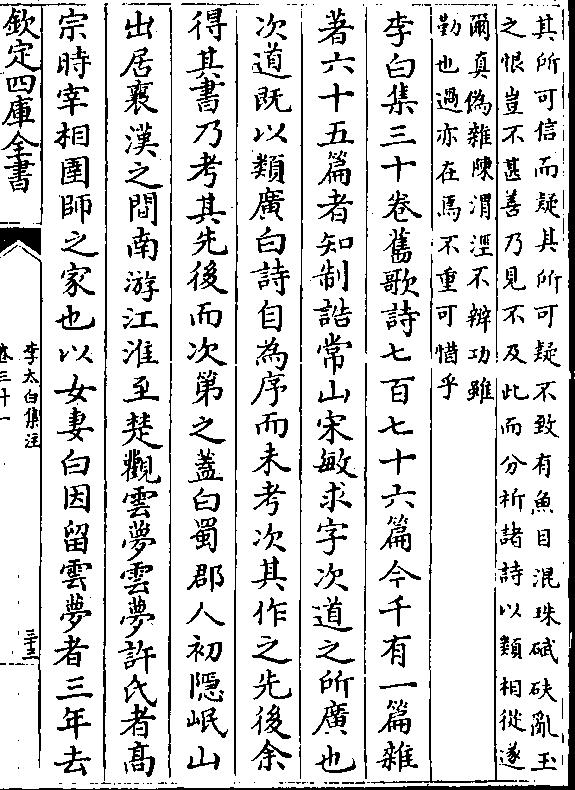 其所可信而疑其所可疑不致有魚目混珠碔砆亂玉
之恨豈不甚善乃見不及此而分析諸詩以類相從遂
爾真偽雜陳渭涇不辨功雖
勤也過亦在焉不重可惜乎
李白集三十卷舊歌詩七百七十六篇今千有一篇雜
著六十五篇者知制誥常山宋敏求字次道之所廣也
次道既以類廣白詩自為序而未考次其作之先後余
得其書乃考其先後而次第之蓋白蜀郡人初隱岷山
出居襄漢之間南游江淮至楚觀雲夢雲夢許氏者高
宗時宰相圉師之家也以女妻白因留雲夢者三年去
欽定四庫全書
李太白集注
卷三十一
三十三